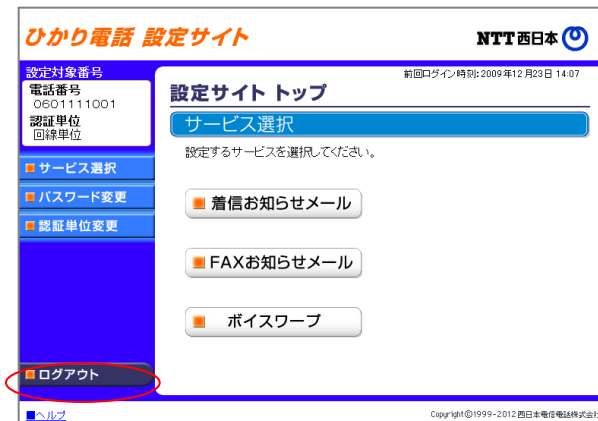 ひかり電話 設定サイト
NTT西日本
設定対象番号
電話番号
0601111001
認証単位
回線単位
サービス選択
パスワード変更
認証単位変更
ログアウト
前回ログイン時刻:2009年12月23日 14:07
設定サイト トップ
サービス選択
設定するサービスを選択してください。
着信お知らせメール
FAXお知らせメール
ボイスワープ
■ヘルプ
Copyright©1999-2012 西日本電信電話株式会社